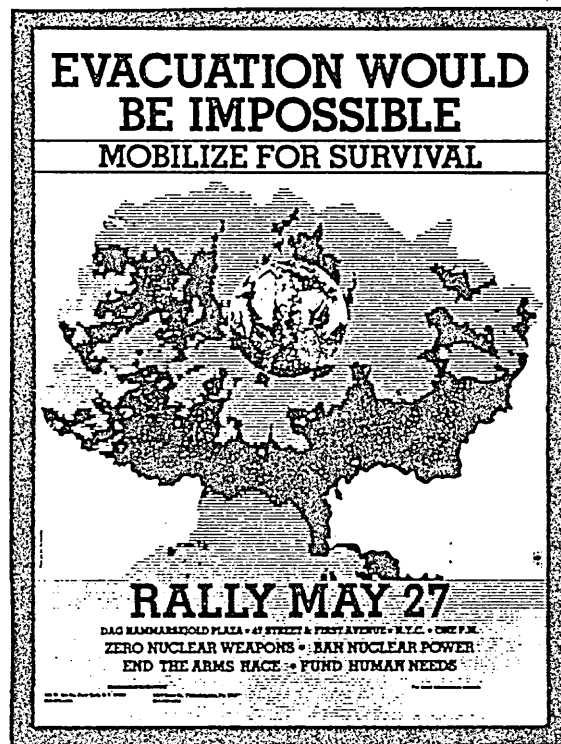 EVACUATION WOULD
BE IMPOSSIBLE
MOBILIZE FOR SURVIVAL
RALLY MAY 27
DAG HAMMARSKJOLD PLAZA • 47 STREET & FIRST AVENUE • N.Y.C. • ONE P.M.
ZERO NUCLEAR WEAPONS • BAN NUCLEAR POWER
END THE ARMS RACE • FUND HUMAN NEEDS